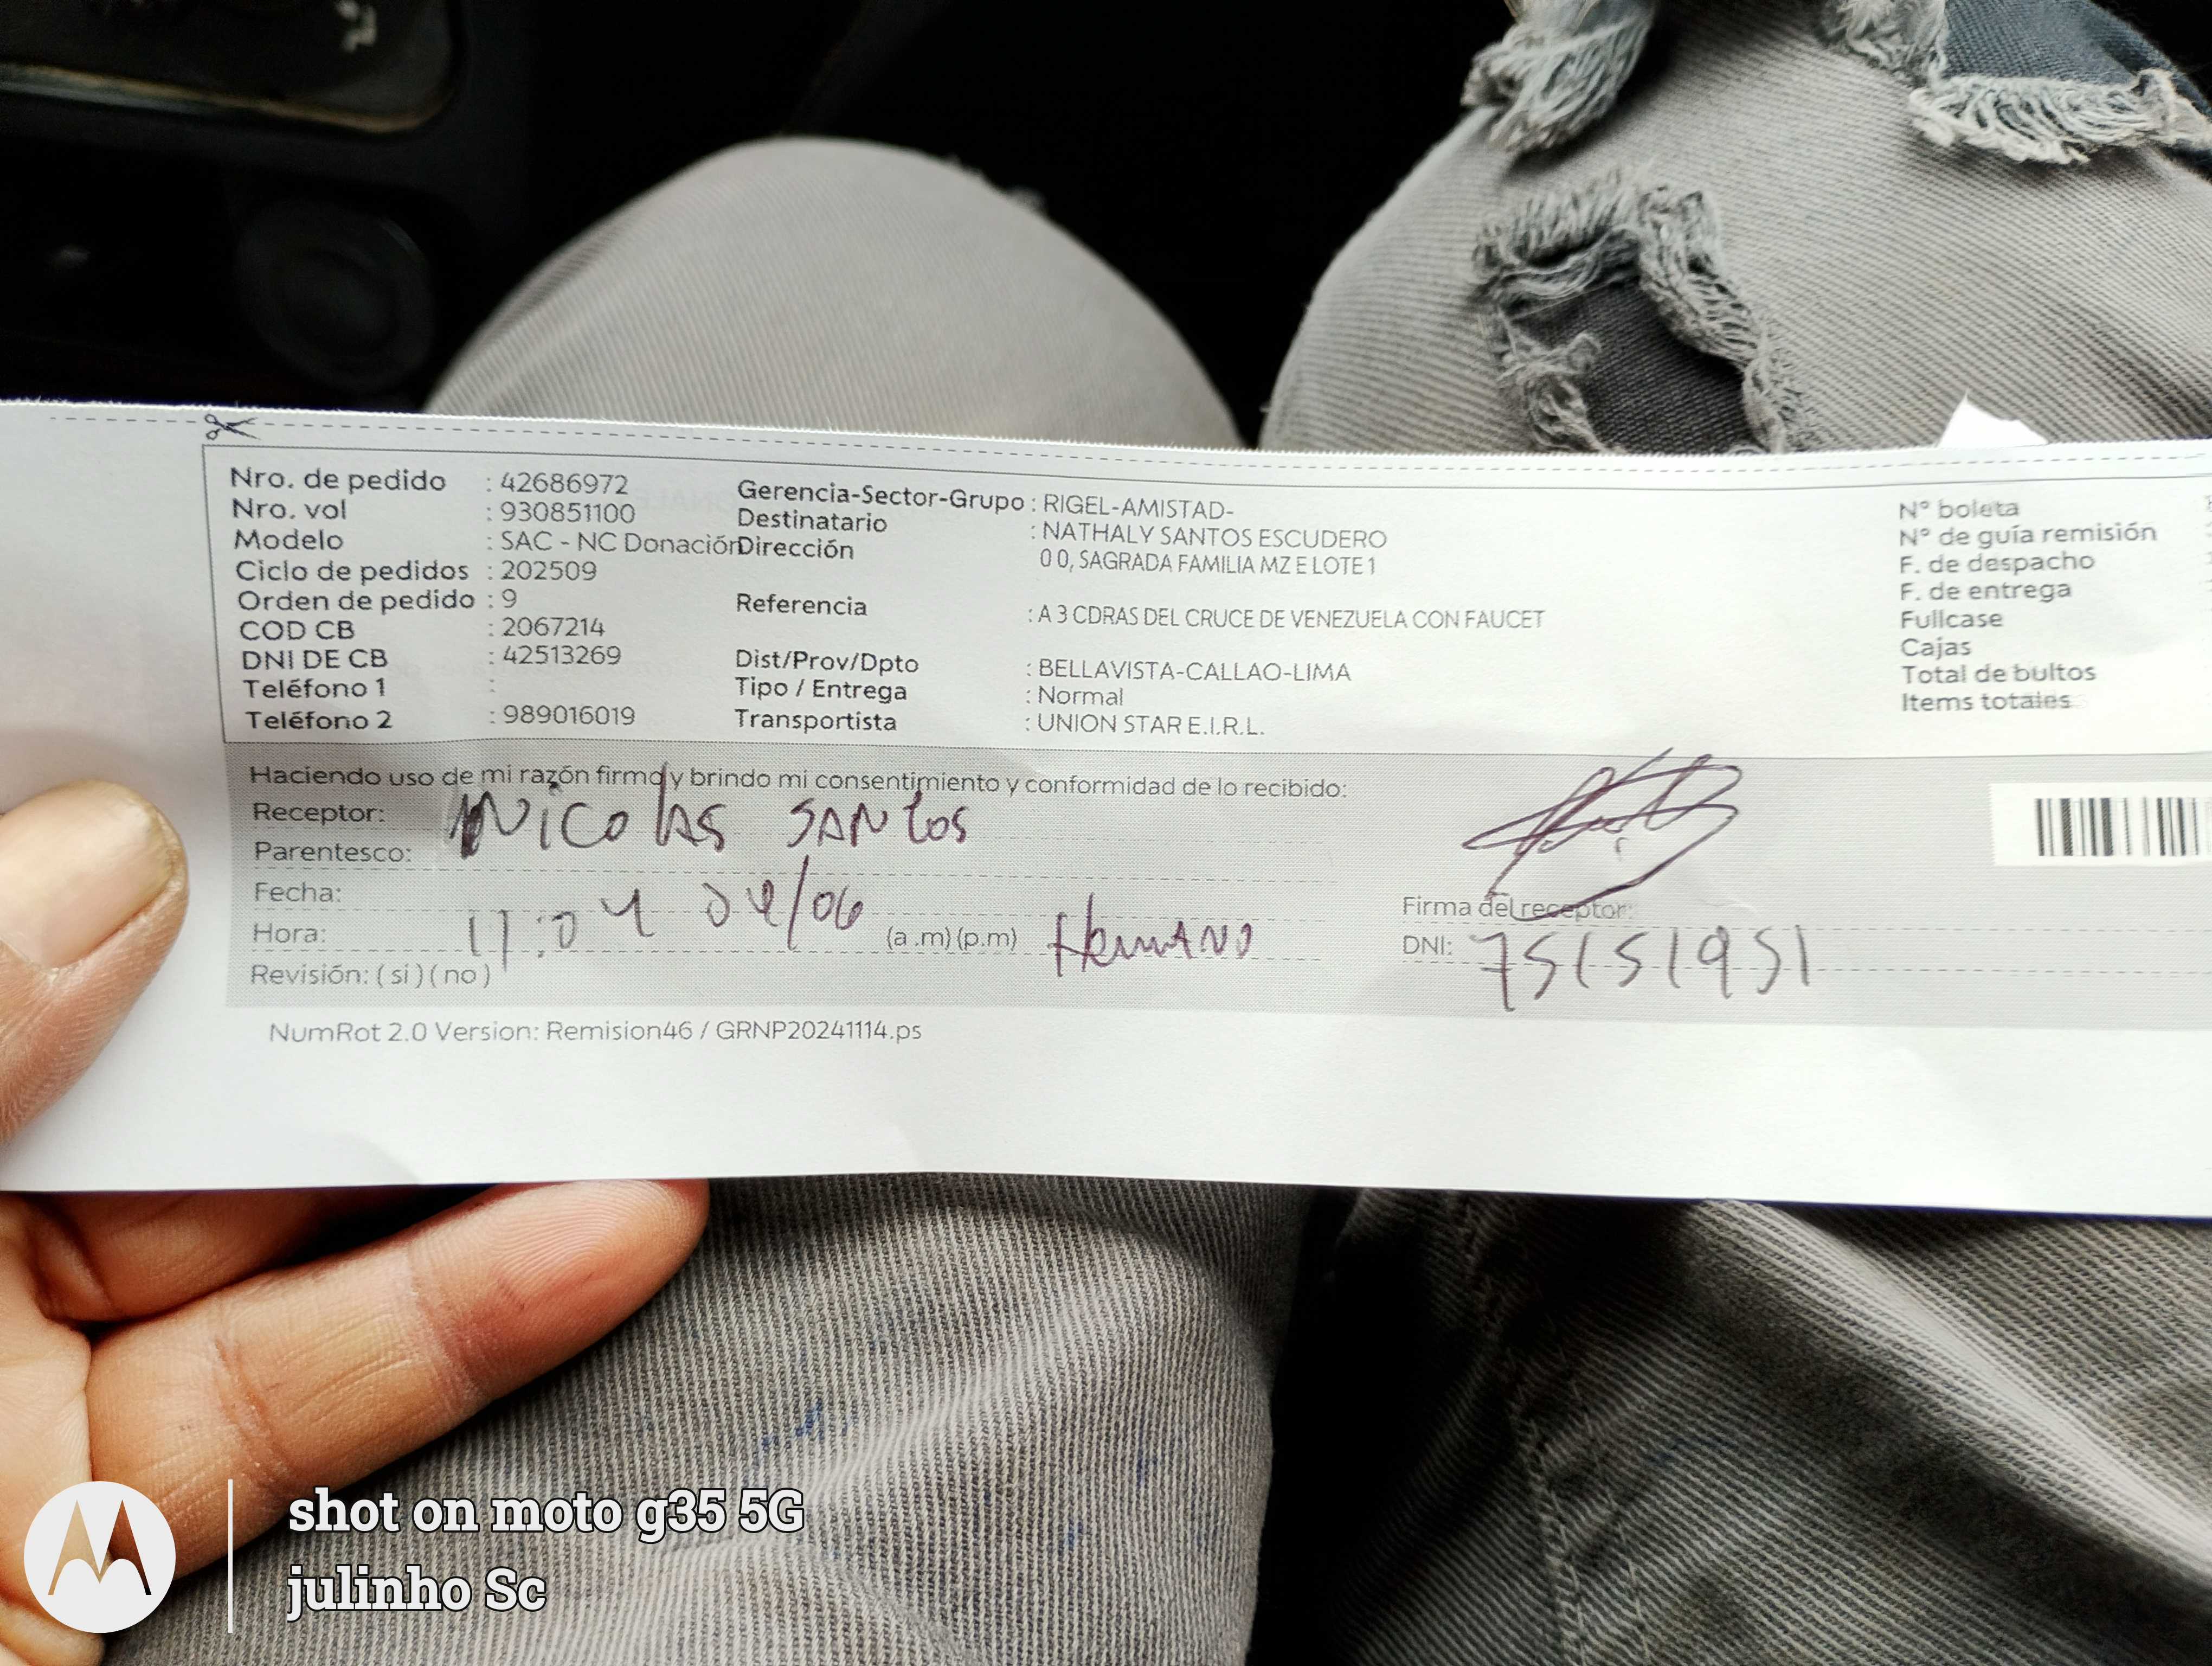 Nro. de pedido : 42686972
Nro. vol : 930851100
Modelo : SAC - NC Donación
Ciclo de pedidos : 202509
Orden de pedido : 9
COD CB : 2067214
DNI DE CB : 42513269
Teléfono 1 :
Teléfono 2 : 989016019
Gerencia-Sector-Grupo : RIGEL-AMISTAD-
Destinatario : NATHALY SANTOS ESCUDERO
Dirección 0 0, SAGRADA FAMILIA MZ E LOTE 1
Referencia : A 3 CDRAS DEL CRUCE DE VENEZUELA CON FAUCET
Dist/Prov/Dpto : BELLAVISTA-CALLAO-LIMA
Tipo / Entrega : Normal
Transportista : UNION STAR E.I.R.L.
N° boleta
N° de guía remisión
F. de despacho
F. de entrega
Fullcase
Cajas
Total de bultos
Items totales
Haciendo uso de mi razón firmo y brindo mi consentimiento y conformidad de lo recibido:
Receptor: NICOLAS SANTOS
Parentesco:
Fecha:
Hora: 11:04 04/06 (a .m) (p.m) HERMANO
Revisión: ( si ) ( no )
Firma del receptor:
DNI: 75151951
NumRot 2.0 Version: Remision46 / GRNP20241114.ps
shot on moto g35 5G
julinho Sc